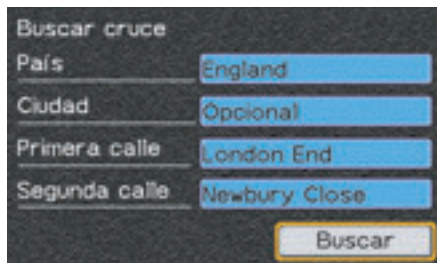 Buscar cruce
País England
Ciudad Opcional
Primera calle London End
Segunda calle Newbury Close
Buscar